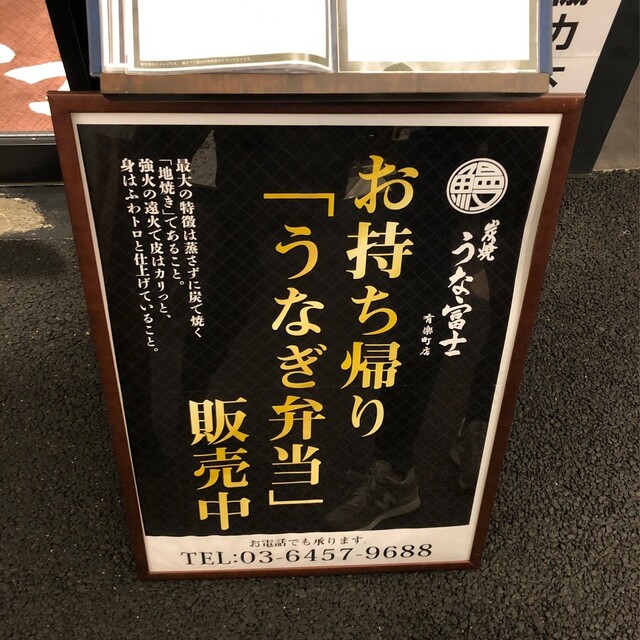 鰻
炭焼
うな富士
有楽町店
お持ち帰り
「うなぎ弁当」
販売中
最大の特徴は蒸さずに炭で焼く
「地焼き」であること。
強火の遠火で皮はカリっと、
身はふわトロと仕上げていること。
お電話でも承ります。
TEL:03-6457-9688